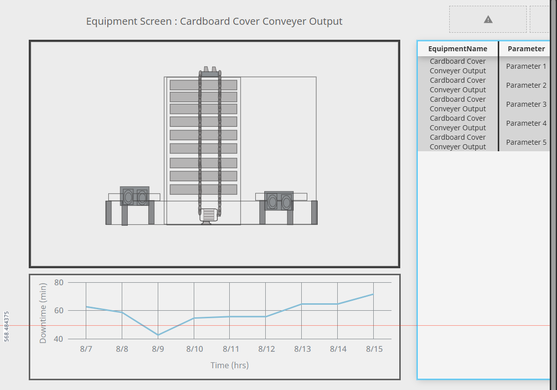 Equipment Screen : Cardboard Cover Conveyer Output
EquipmentName Parameter
Cardboard Cover
Conveyer Output
Parameter 1
Cardboard Cover
Conveyer Output
Parameter 2
Cardboard Cover
Conveyer Output
Parameter 3
Cardboard Cover
Conveyer Output
Parameter 4
Cardboard Cover
Conveyer Output
Parameter 5
Downtime (min)
80
60
40
8/7 8/8 8/9 8/10 8/11 8/12 8/13 8/14 8/15
Time (hrs)
568 484375